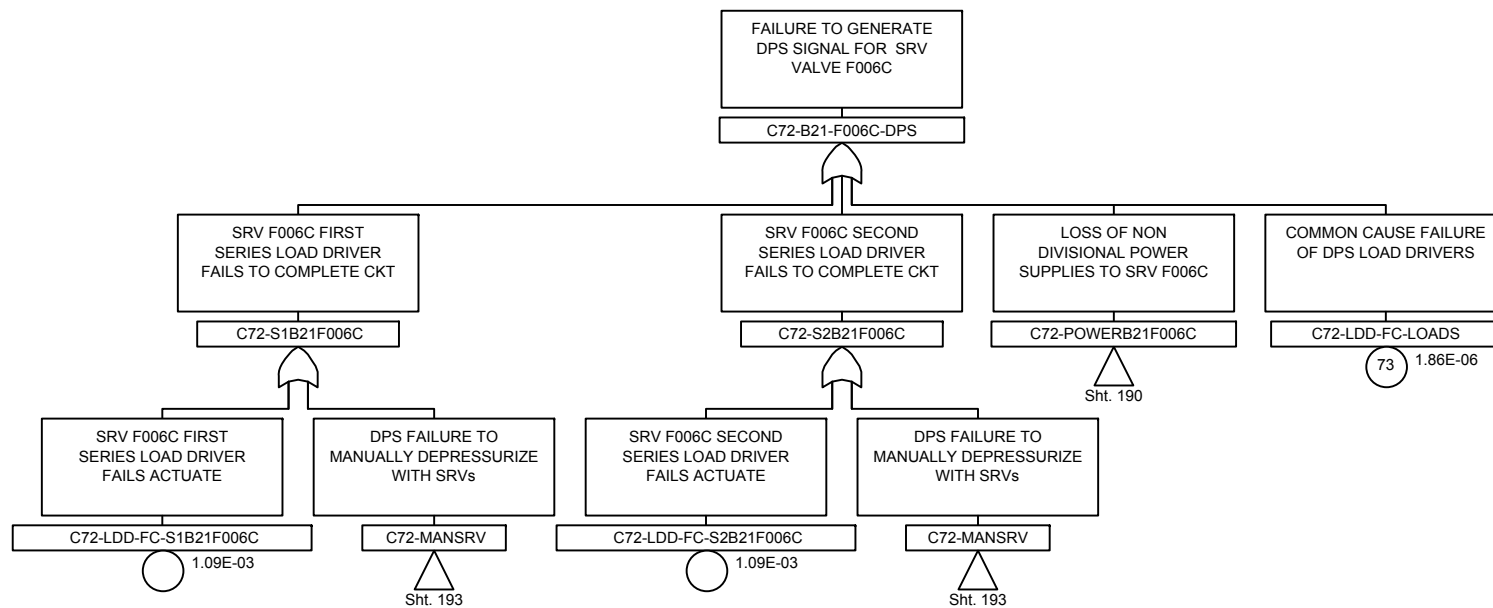 FAILURE TO GENERATE
DPS SIGNAL FOR SRV
VALVE F006C
C72-B21-F006C-DPS
SRV F006C FIRST
SERIES LOAD DRIVER
FAILS TO COMPLETE CKT
C72-S1B21F006C
SRV F006C SECOND
SERIES LOAD DRIVER
FAILS TO COMPLETE CKT
C72-S2B21F006C
LOSS OF NON
DIVISIONAL POWER
SUPPLIES TO SRV F006C
C72-POWERB21F006C
Sht. 190
COMMON CAUSE FAILURE
OF DPS LOAD DRIVERS
C72-LDD-FC-LOADS
73
1.86E-06
SRV F006C FIRST
SERIES LOAD DRIVER
FAILS ACTUATE
C72-LDD-FC-S1B21F006C
1.09E-03
DPS FAILURE TO
MANUALLY DEPRESSURIZE
WITH SRVs
C72-MANSRV
Sht. 193
SRV F006C SECOND
SERIES LOAD DRIVER
FAILS ACTUATE
C72-LDD-FC-S2B21F006C
1.09E-03
DPS FAILURE TO
MANUALLY DEPRESSURIZE
WITH SRVs
C72-MANSRV
Sht. 193